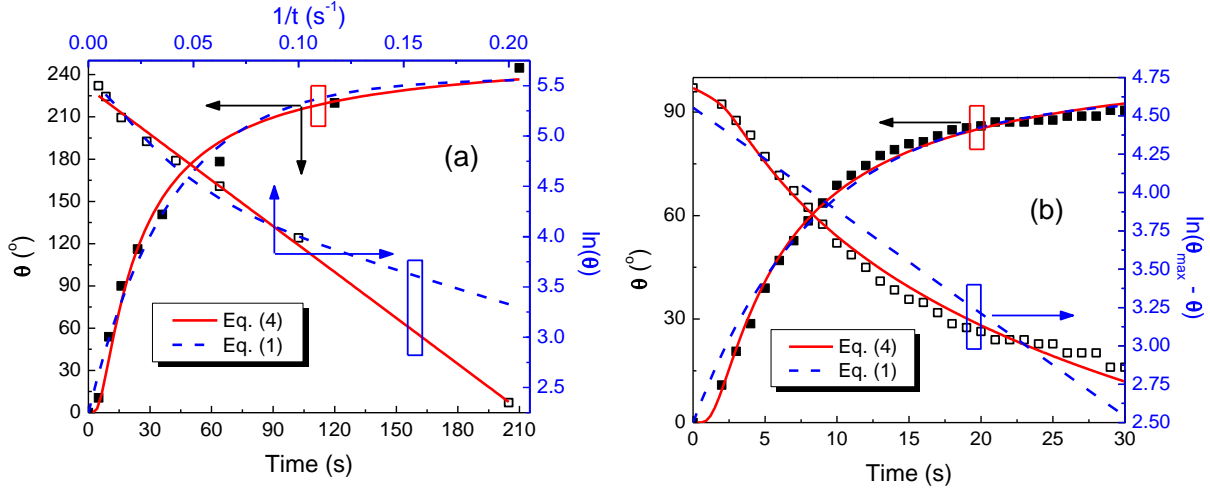 1/t (s⁻¹)
0.00 0.05 0.10 0.15 0.20
240
210
180
150
120
90
60
30
0
θ (°)
(a)
Eq. (4)
Eq. (1)
0 30 60 90 120 150 180 210
Time (s)
5.5
5.0
4.5
4.0
3.5
3.0
2.5
ln(θ)
90
60
30
0
θ (°)
(b)
Eq. (4)
Eq. (1)
0 5 10 15 20 25 30
Time (s)
4.75
4.50
4.25
4.00
3.75
3.50
3.25
3.00
2.75
2.50
ln(θmax - θ)